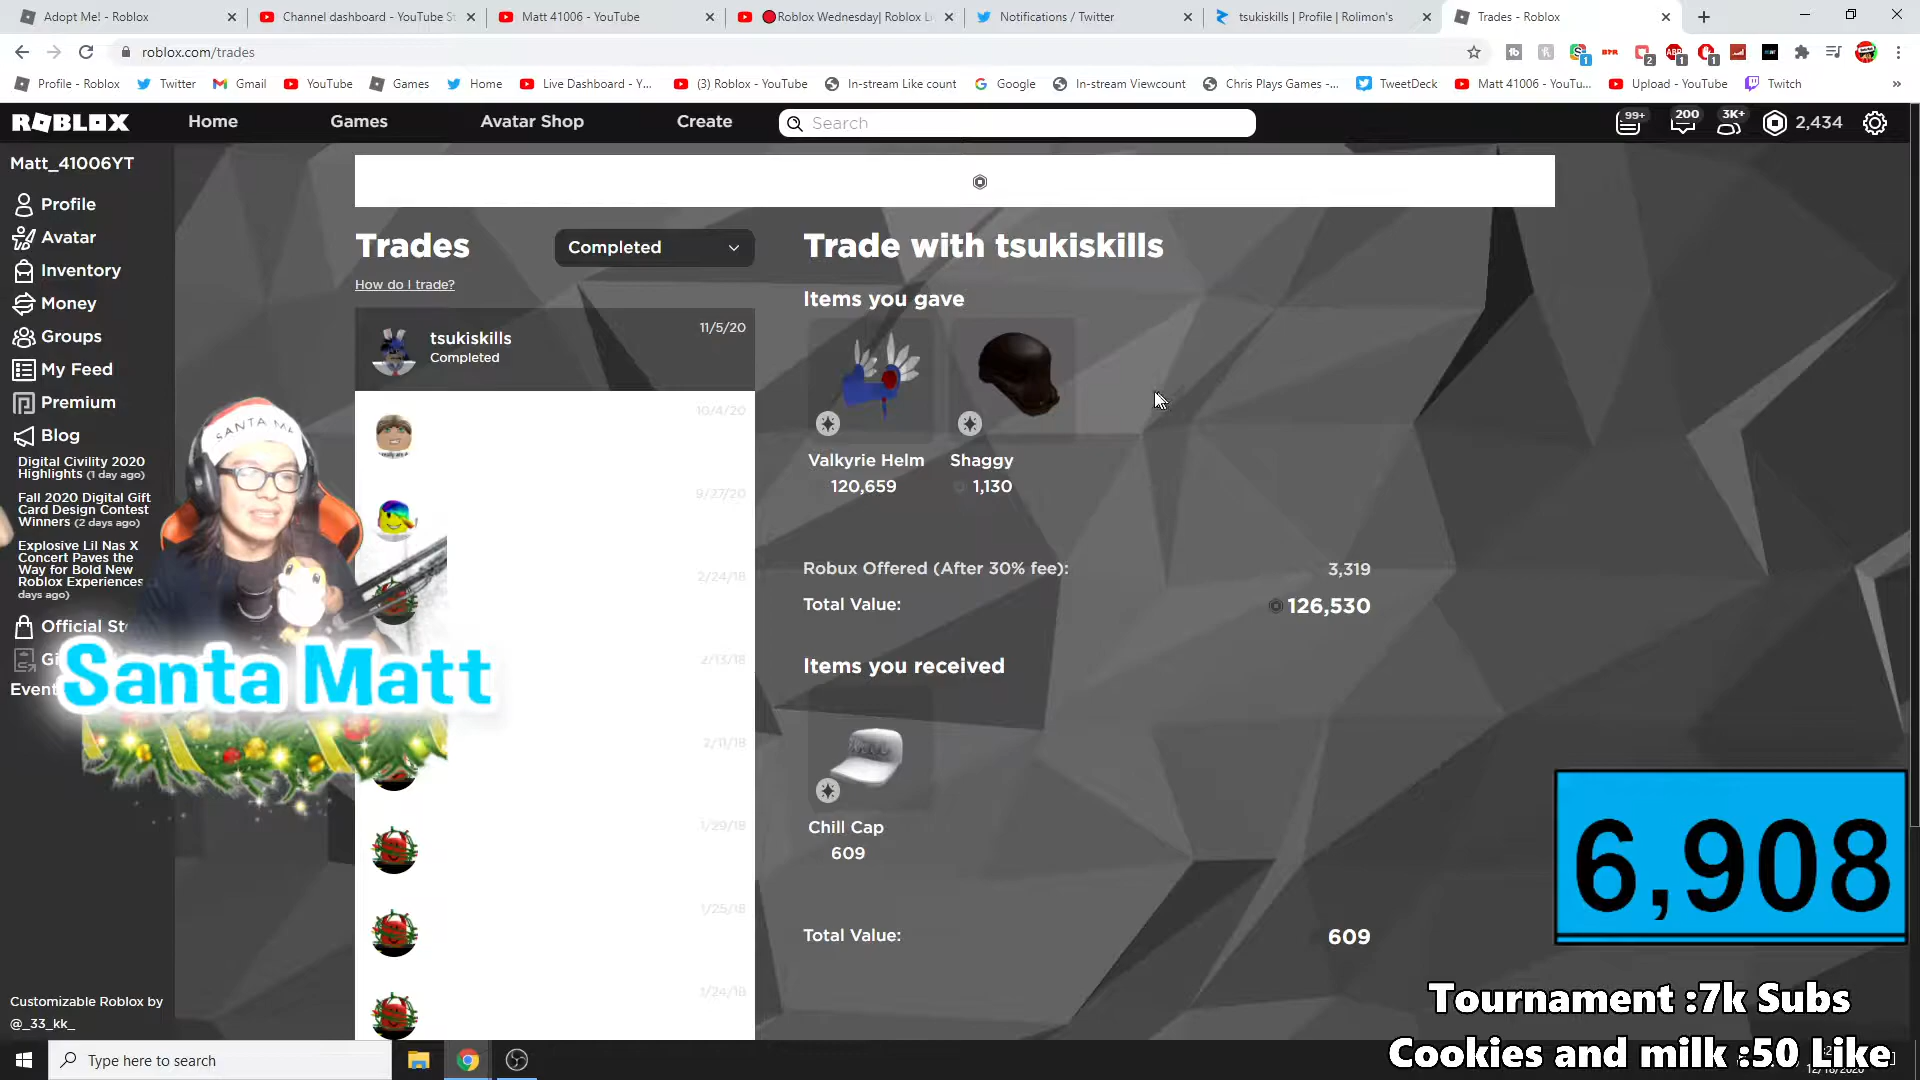 Adopt Me! - Roblox
Channel dashboard - YouTube St
Matt 41006 - YouTube
Roblox Wednesday| Roblox Li
Notifications / Twitter
tsukiskills | Profile | Rolimon's
Trades - Roblox
roblox.com/trades
Profile - Roblox
Twitter
Gmail
YouTube
Games
Home
Live Dashboard - Y...
(3) Roblox - YouTube
In-stream Like count
Google
In-stream Viewcount
Chris Plays Games -...
TweetDeck
Matt 41006 - YouTu...
Upload - YouTube
Twitch
ROBLOX
Home
Games
Avatar Shop
Create
Search
99+
200
3K+
2,434
Matt_41006YT
Profile
Avatar
Inventory
Money
Groups
My Feed
Premium
Blog
Digital Civility 2020
Highlights (1 day ago)
Fall 2020 Digital Gift
Card Design Contest
Winners (2 days ago)
Explosive Lil Nas X
Concert Paves the
Way for Bold New
Roblox Experiences
days ago)
Official St
Gi
Event
Customizable Roblox by
@_33_kk_
SANTA MA
Santa Matt
Trades
Completed
How do I trade?
tsukiskills
Completed
11/5/20
10/4/20
9/27/20
2/24/18
2/13/18
2/11/18
1/29/18
1/25/18
1/24/18
Trade with tsukiskills
Items you gave
Valkyrie Helm
120,659
Shaggy
1,130
Robux Offered (After 30% fee):
3,319
Total Value:
126,530
Items you received
Chill Cap
609
Total Value:
609
6,908
Tournament :7k Subs
Cookies and milk :50 Like
Type here to search